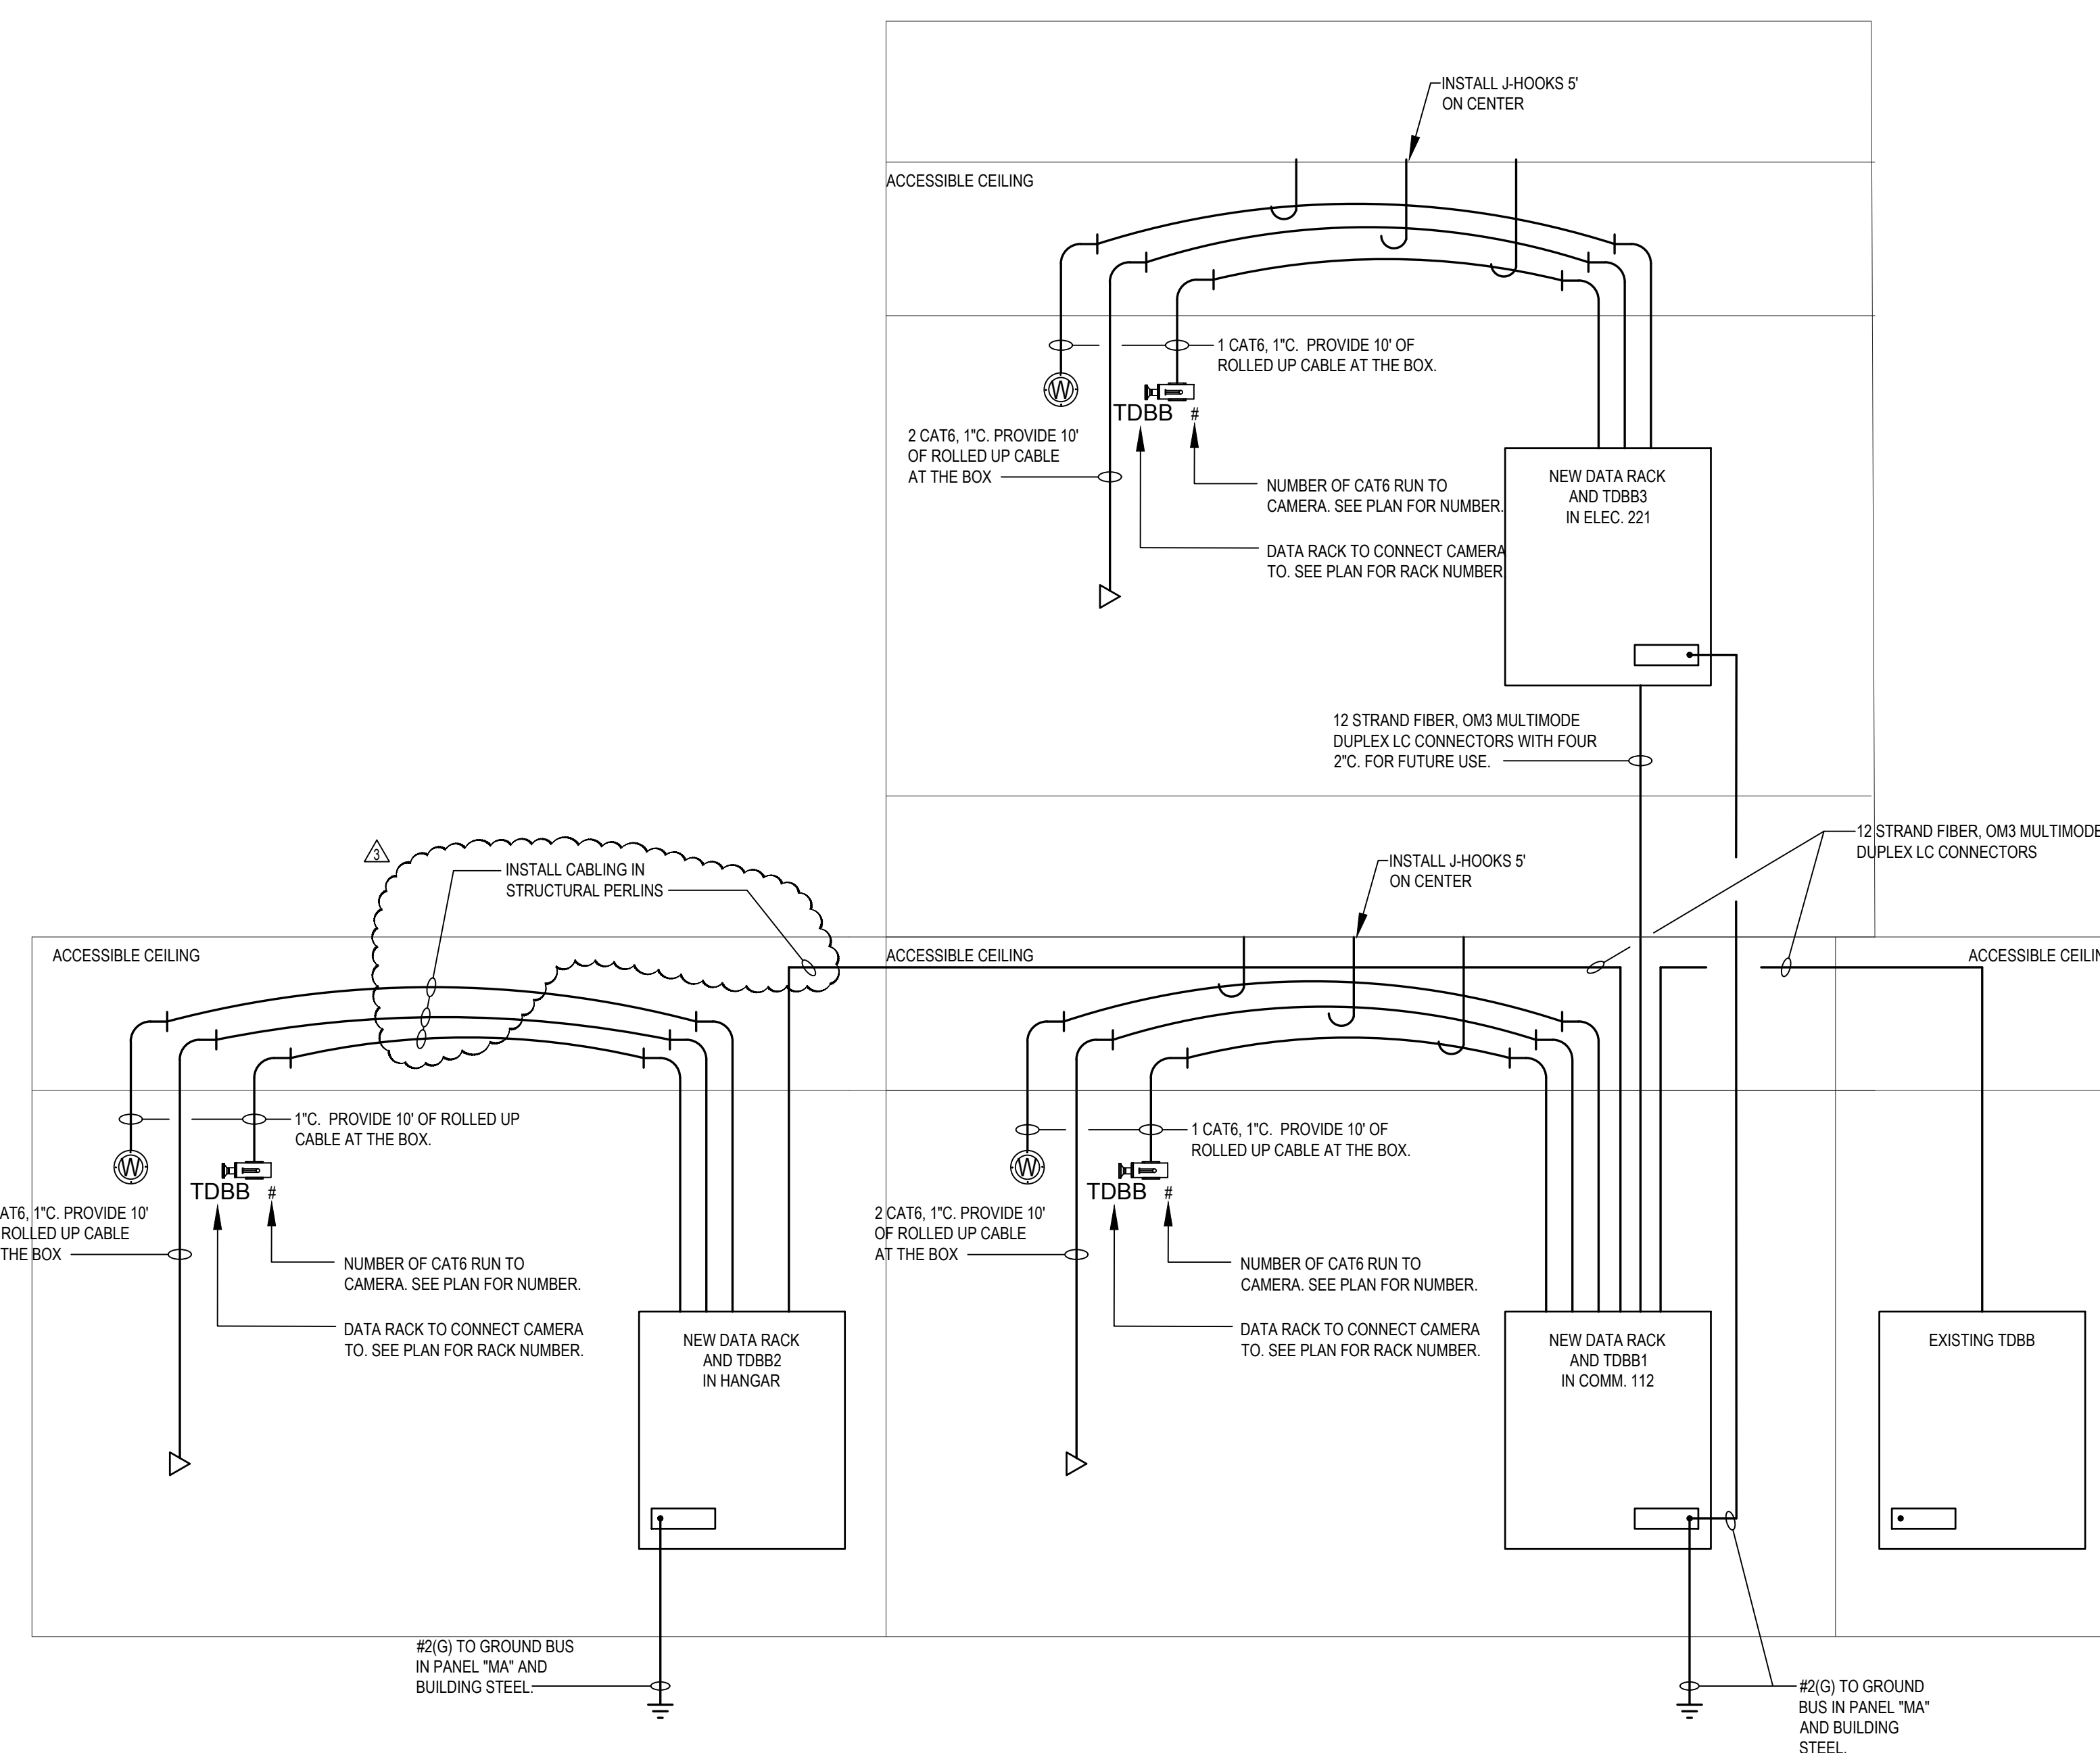 INSTALL J-HOOKS 5'
ON CENTER
ACCESSIBLE CEILING
1 CAT6, 1"C. PROVIDE 10' OF
ROLLED UP CABLE AT THE BOX.
W
TDBB #
2 CAT6, 1"C. PROVIDE 10'
OF ROLLED UP CABLE
AT THE BOX
NUMBER OF CAT6 RUN TO
CAMERA. SEE PLAN FOR NUMBER.
DATA RACK TO CONNECT CAMERA
TO. SEE PLAN FOR RACK NUMBER.
NEW DATA RACK
AND TDBB3
IN ELEC. 221
12 STRAND FIBER, OM3 MULTIMODE
DUPLEX LC CONNECTORS WITH FOUR
2"C. FOR FUTURE USE.
12 STRAND FIBER, OM3 MULTIMODE
DUPLEX LC CONNECTORS
3
INSTALL CABLING IN
STRUCTURAL PERLINS
INSTALL J-HOOKS 5'
ON CENTER
ACCESSIBLE CEILING
ACCESSIBLE CEILING
ACCESSIBLE CEILIN
1"C. PROVIDE 10' OF ROLLED UP
CABLE AT THE BOX.
W
TDBB #
AT6, 1"C. PROVIDE 10'
ROLLED UP CABLE
THE BOX
NUMBER OF CAT6 RUN TO
CAMERA. SEE PLAN FOR NUMBER.
DATA RACK TO CONNECT CAMERA
TO. SEE PLAN FOR RACK NUMBER.
NEW DATA RACK
AND TDBB2
IN HANGAR
1 CAT6, 1"C. PROVIDE 10' OF
ROLLED UP CABLE AT THE BOX.
W
TDBB #
2 CAT6, 1"C. PROVIDE 10'
OF ROLLED UP CABLE
AT THE BOX
NUMBER OF CAT6 RUN TO
CAMERA. SEE PLAN FOR NUMBER.
DATA RACK TO CONNECT CAMERA
TO. SEE PLAN FOR RACK NUMBER.
NEW DATA RACK
AND TDBB1
IN COMM. 112
EXISTING TDBB
#2(G) TO GROUND BUS
IN PANEL "MA" AND
BUILDING STEEL.
#2(G) TO GROUND
BUS IN PANEL "MA"
AND BUILDING
STEEL.